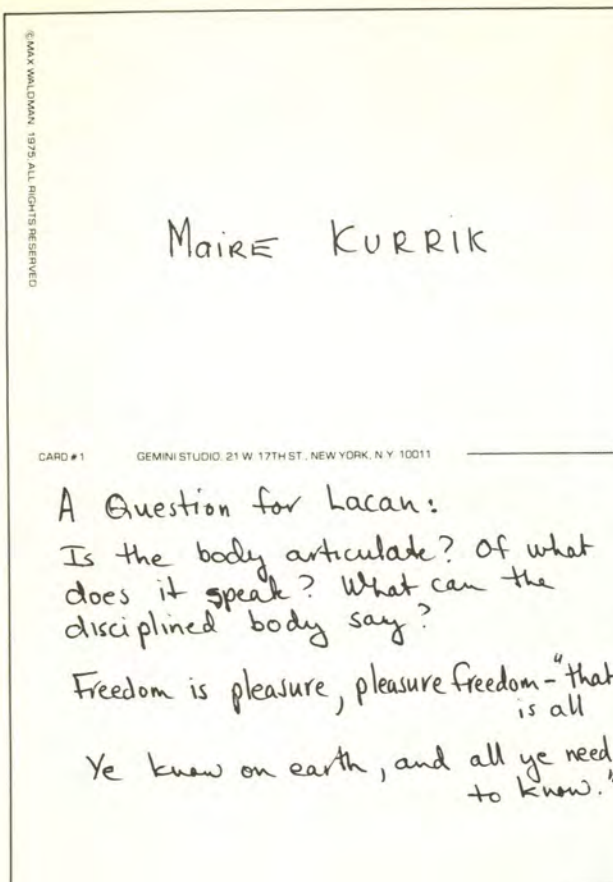 ©MAX WALDMAN 1975. ALL RIGHTS RESERVED
MaiRE KURRIK
CARD #1 GEMINI STUDIO. 21 W. 17TH ST., NEW YORK, N.Y. 10011
A Question for Lacan:
Is the body articulate? Of what
does it speak? What can the
disciplined body say?
Freedom is pleasure, pleasure freedom - "that
is all
Ye know on earth, and all ye need
to know."